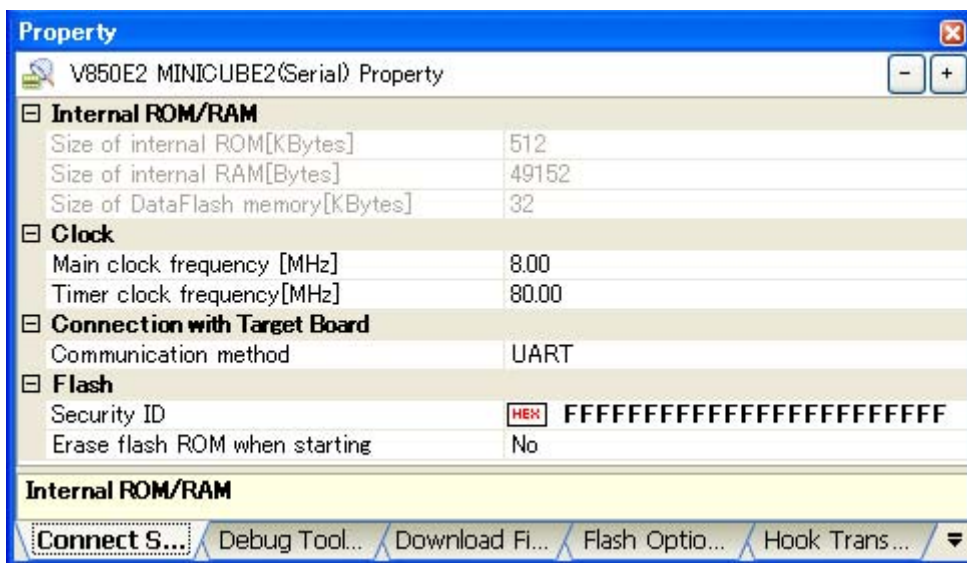 Property
V850E2 MINICUBE2(Serial) Property
- +
Internal ROM/RAM
Size of internal ROM[KBytes] 512
Size of internal RAM[Bytes] 49152
Size of DataFlash memory[KBytes] 32
Clock
Main clock frequency [MHz] 8.00
Timer clock frequency[MHz] 80.00
Connection with Target Board
Communication method UART
Flash
Security ID HEX FFFFFFFFFFFFFFFFFFFFFFFF
Erase flash ROM when starting No
Internal ROM/RAM
Connect S... Debug Tool... Download Fi... Flash Optio... Hook Trans...